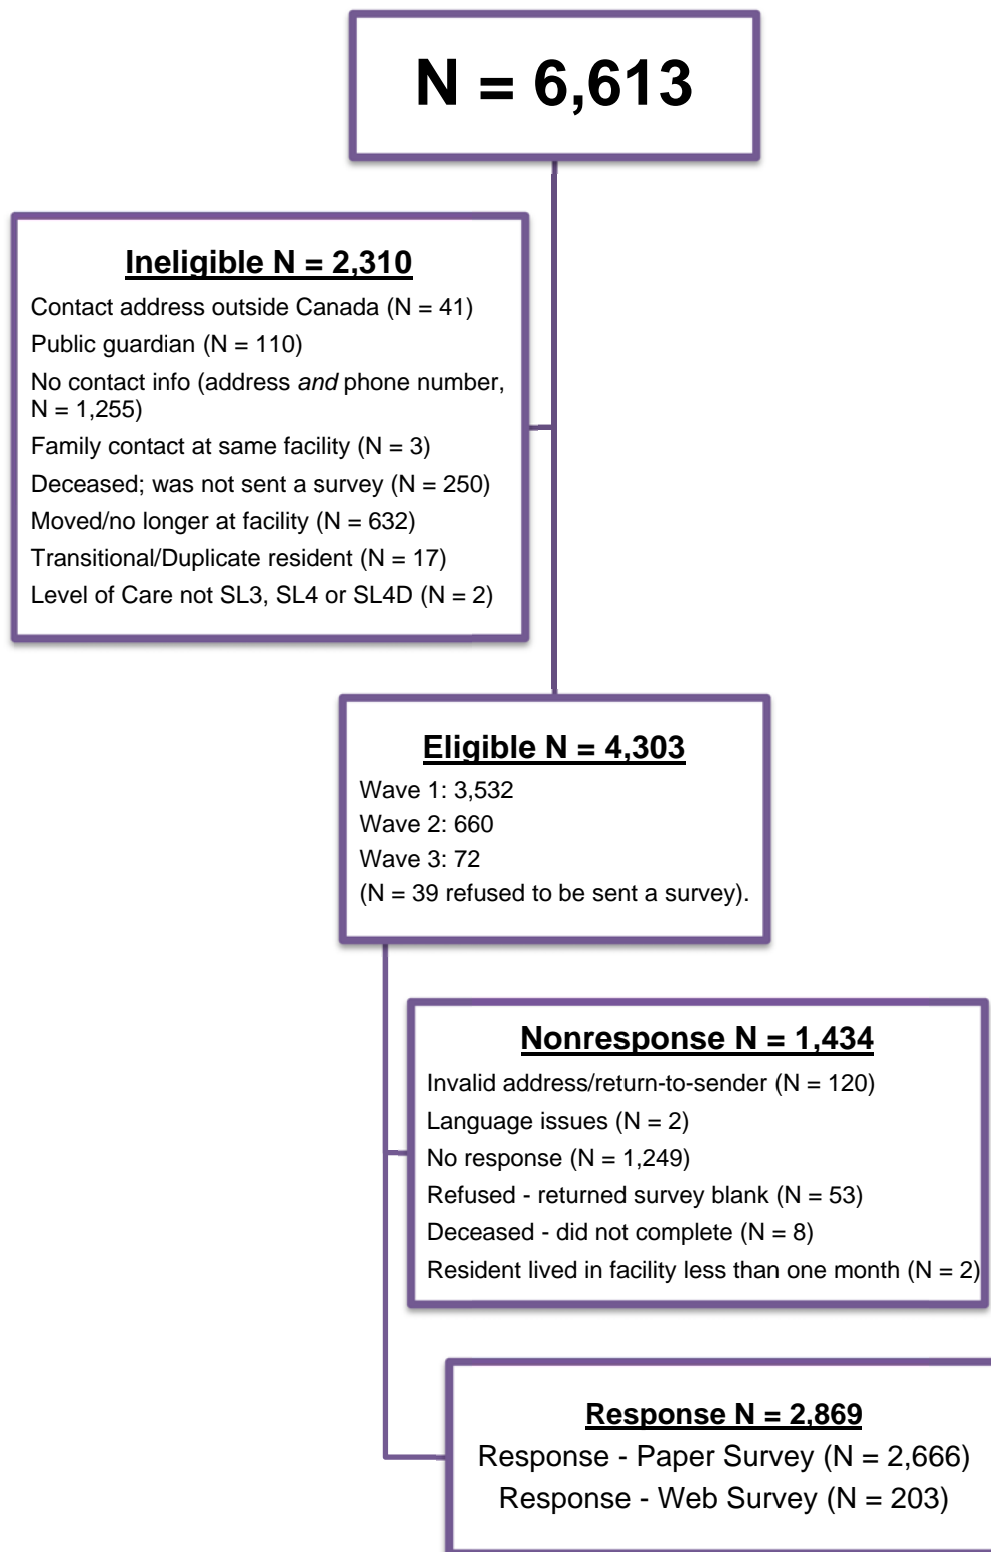 N = 6,613
Ineligible N = 2,310
Contact address outside Canada (N = 41)
Public guardian (N = 110)
No contact info (address and phone number,
N = 1,255)
Family contact at same facility (N = 3)
Deceased; was not sent a survey (N = 250)
Moved/no longer at facility (N = 632)
Transitional/Duplicate resident (N = 17)
Level of Care not SL3, SL4 or SL4D (N = 2)
Eligible N = 4,303
Wave 1: 3,532
Wave 2: 660
Wave 3: 72
(N = 39 refused to be sent a survey).
Nonresponse N = 1,434
Invalid address/return-to-sender (N = 120)
Language issues (N = 2)
No response (N = 1,249)
Refused - returned survey blank (N = 53)
Deceased - did not complete (N = 8)
Resident lived in facility less than one month (N = 2)
Response N = 2,869
Response - Paper Survey (N = 2,666)
Response - Web Survey (N = 203)